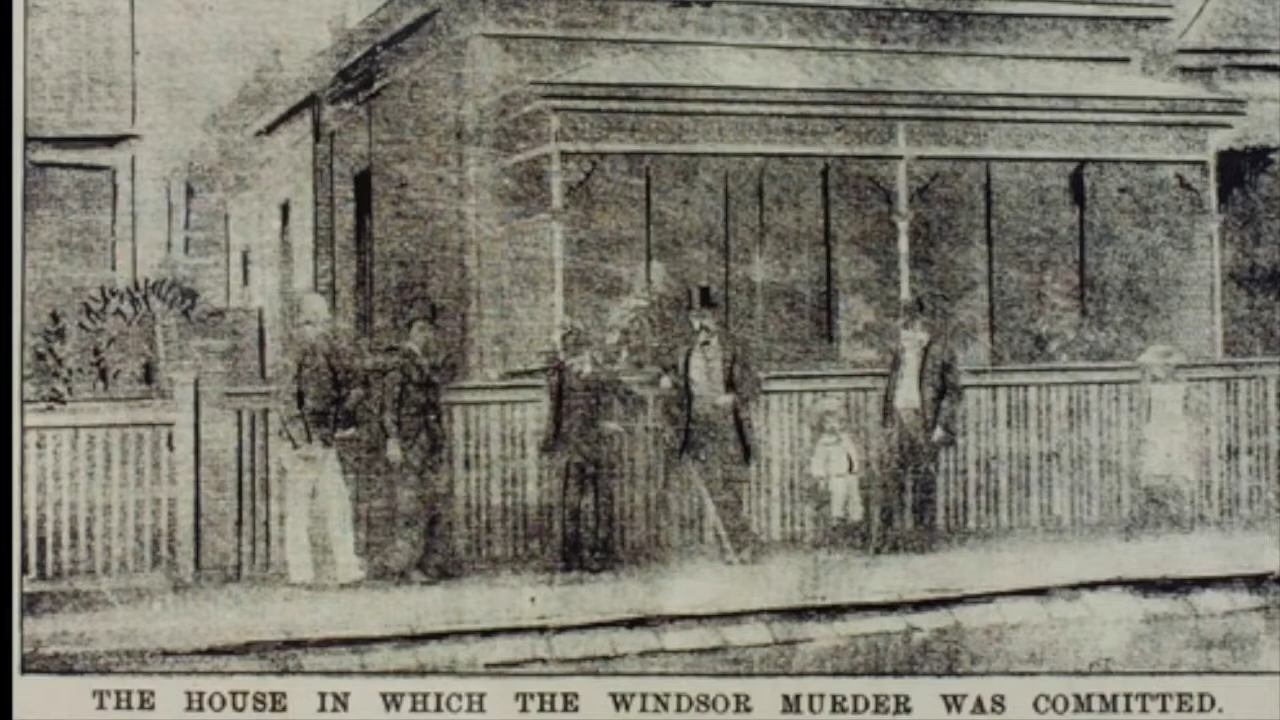 THE HOUSE IN WHICH THE WINDSOR MURDER WAS COMMITTED.